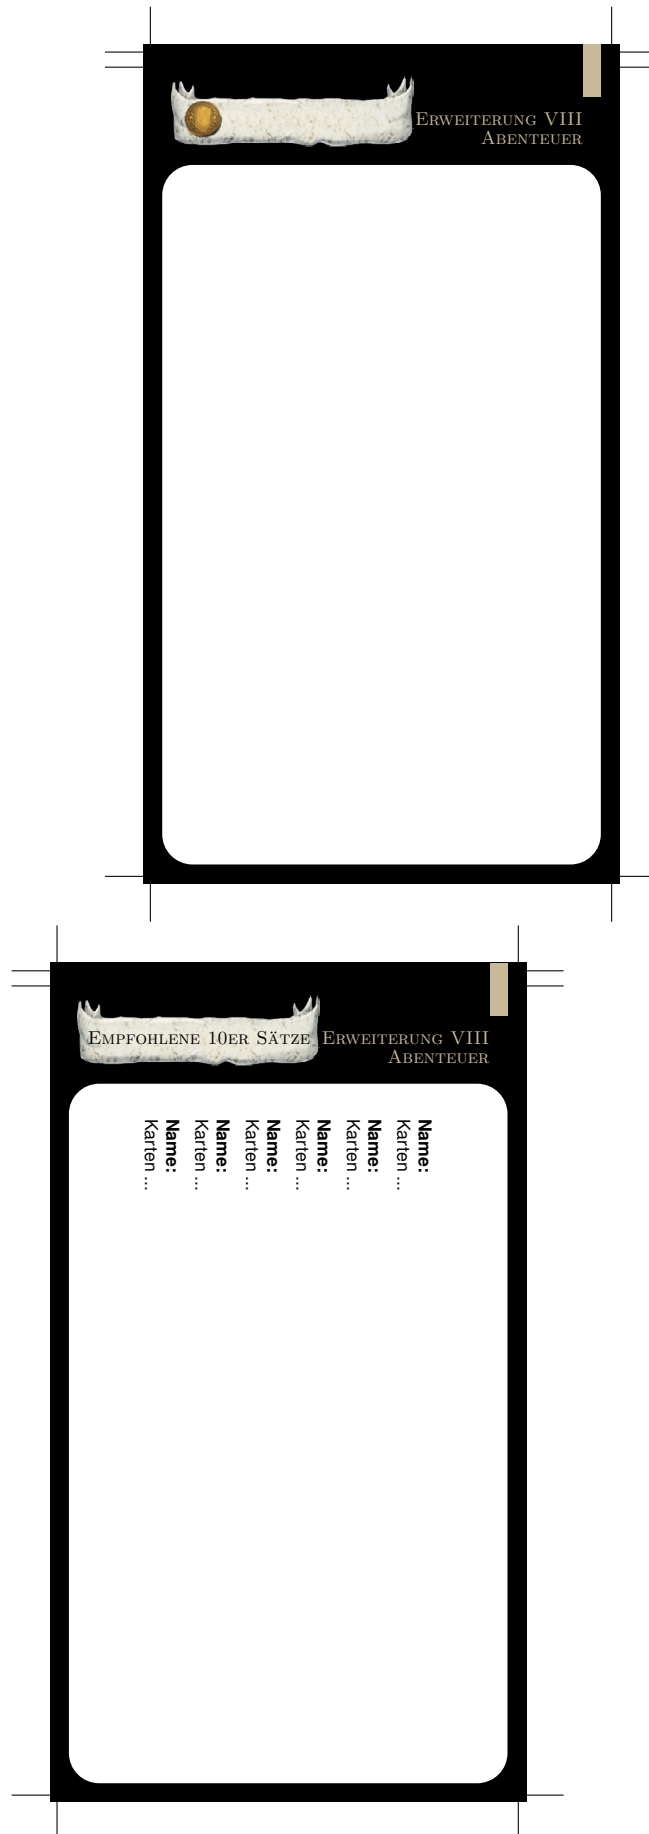 Erweiterung VIII
Abenteuer
Empfohlene 10er Sätze
Erweiterung VIII
Abenteuer
Name:
Karten ...
Name:
Karten ...
Name:
Karten ...
Name:
Karten ...
Name:
Karten ...
Name:
Karten ...